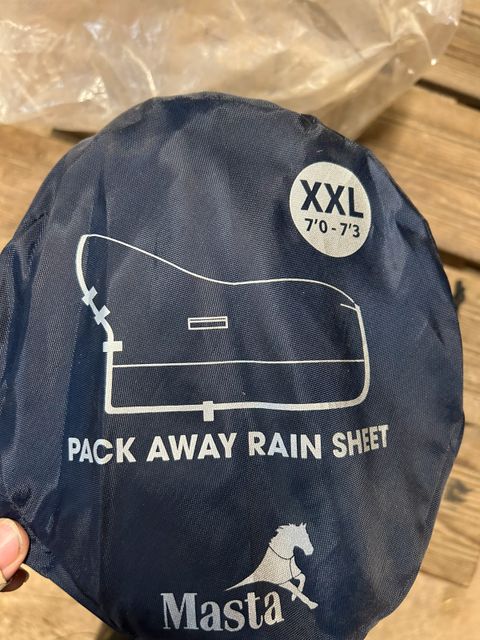 XXL
7'0 - 7'3
PACK AWAY RAIN SHEET
Masta